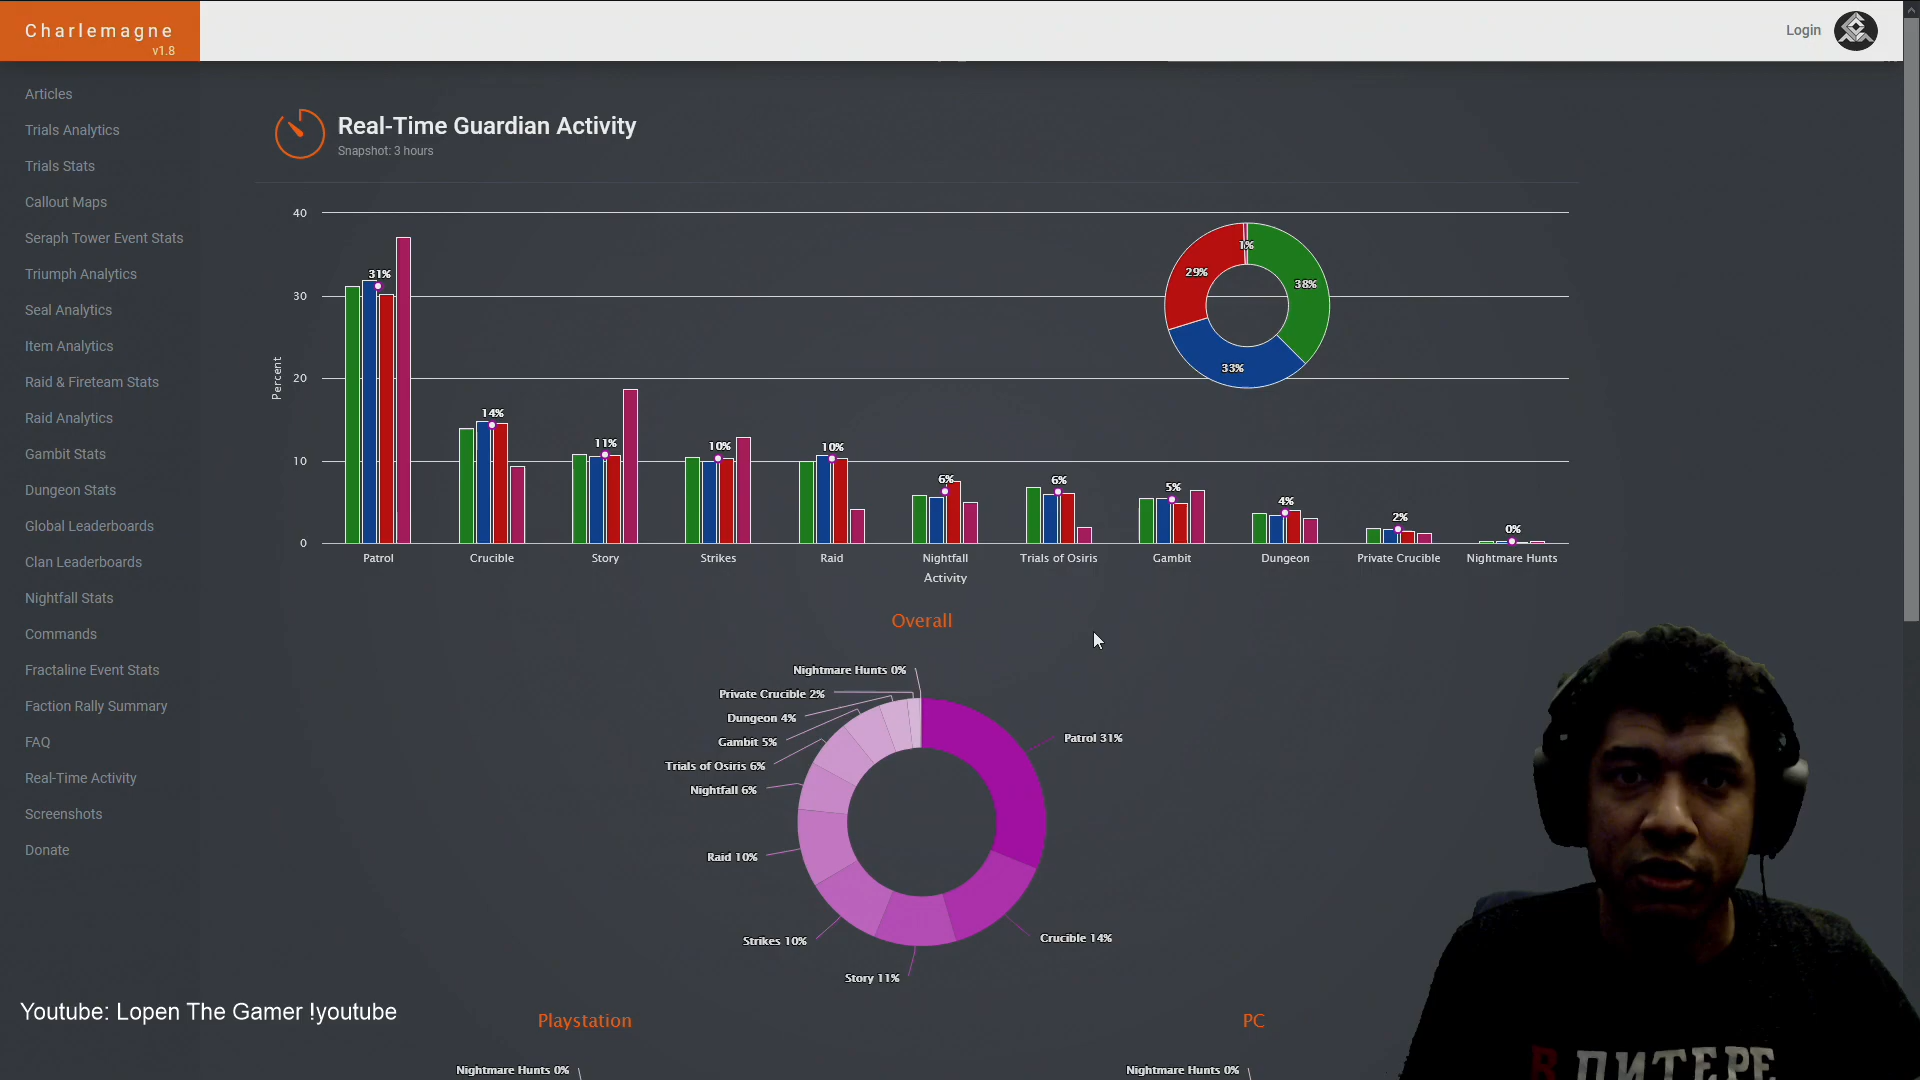 Charlemagne
v1.8
Login
Articles
Trials Analytics
Trials Stats
Callout Maps
Seraph Tower Event Stats
Triumph Analytics
Seal Analytics
Item Analytics
Raid & Fireteam Stats
Raid Analytics
Gambit Stats
Dungeon Stats
Global Leaderboards
Clan Leaderboards
Nightfall Stats
Commands
Fractaline Event Stats
Faction Rally Summary
FAQ
Real-Time Activity
Screenshots
Donate
Real-Time Guardian Activity
Snapshot: 3 hours
40
30
20
10
0
Percent
31%
14%
11%
10%
10%
6%
6%
5%
4%
2%
0%
1%
29%
38%
33%
Patrol
Crucible
Story
Strikes
Raid
Nightfall
Trials of Osiris
Gambit
Dungeon
Private Crucible
Nightmare Hunts
Activity
Overall
Nightmare Hunts 0%
Private Crucible 2%
Dungeon 4%
Gambit 5%
Trials of Osiris 6%
Nightfall 6%
Raid 10%
Strikes 10%
Story 11%
Patrol 31%
Crucible 14%
Playstation
PC
Nightmare Hunts 0%
Nightmare Hunts 0%
Youtube: Lopen The Gamer !youtube
В ПИТЕРЕ